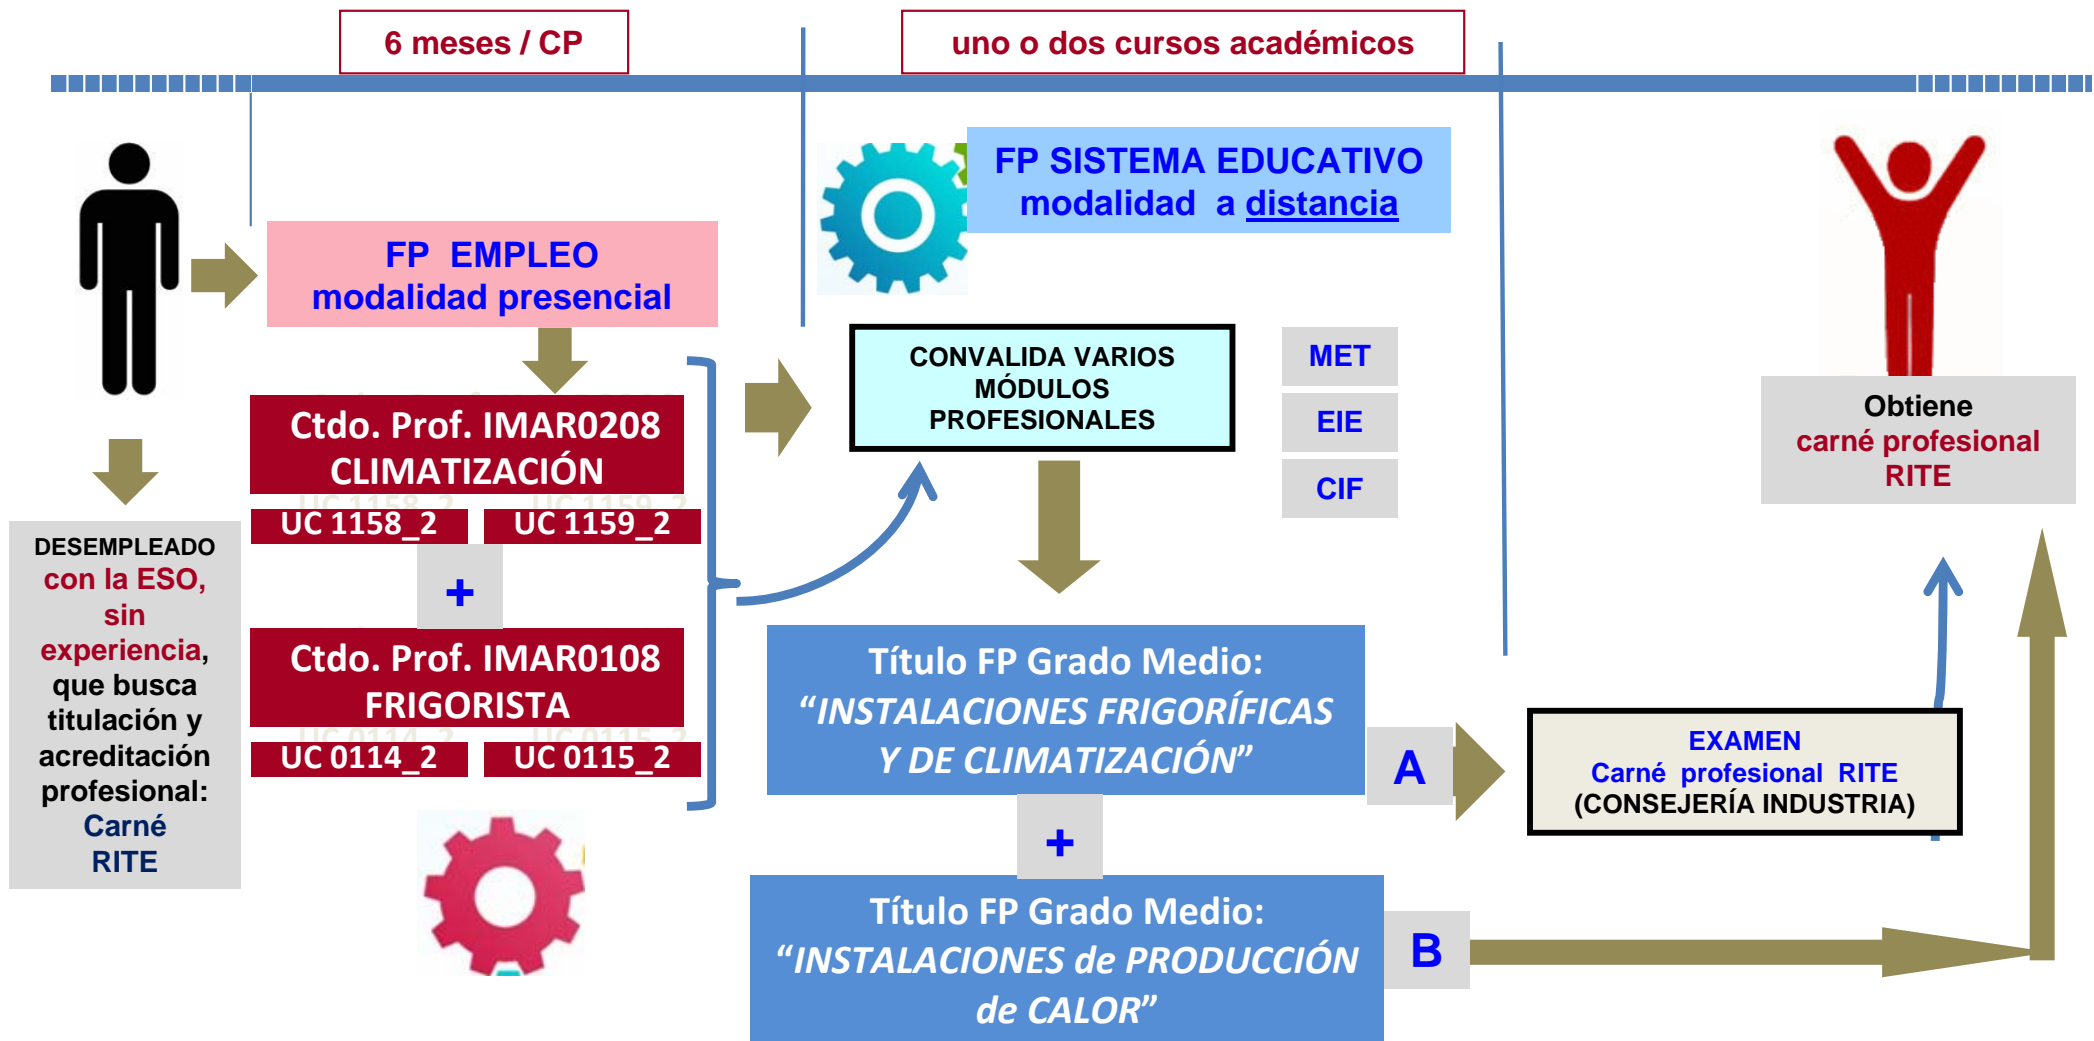 6 meses / CP
uno o dos cursos académicos
FP SISTEMA EDUCATIVO
modalidad a distancia
FP EMPLEO
modalidad presencial
DESEMPLEADO
con la ESO,
sin
experiencia,
que busca
titulación y
acreditación
profesional:
Carné
RITE
Ctdo. Prof. IMAR0208
CLIMATIZACIÓN
UC 1158_2
UC 1159_2
+
Ctdo. Prof. IMAR0108
FRIGORISTA
UC 0114_2
UC 0115_2
CONVALIDA VARIOS
MÓDULOS
PROFESIONALES
MET
EIE
CIF
Título FP Grado Medio:
“INSTALACIONES FRIGORÍFICAS
Y DE CLIMATIZACIÓN”
A
+
Título FP Grado Medio:
“INSTALACIONES de PRODUCCIÓN
de CALOR”
B
EXAMEN
Carné profesional RITE
(CONSEJERÍA INDUSTRIA)
Obtiene
carné profesional
RITE